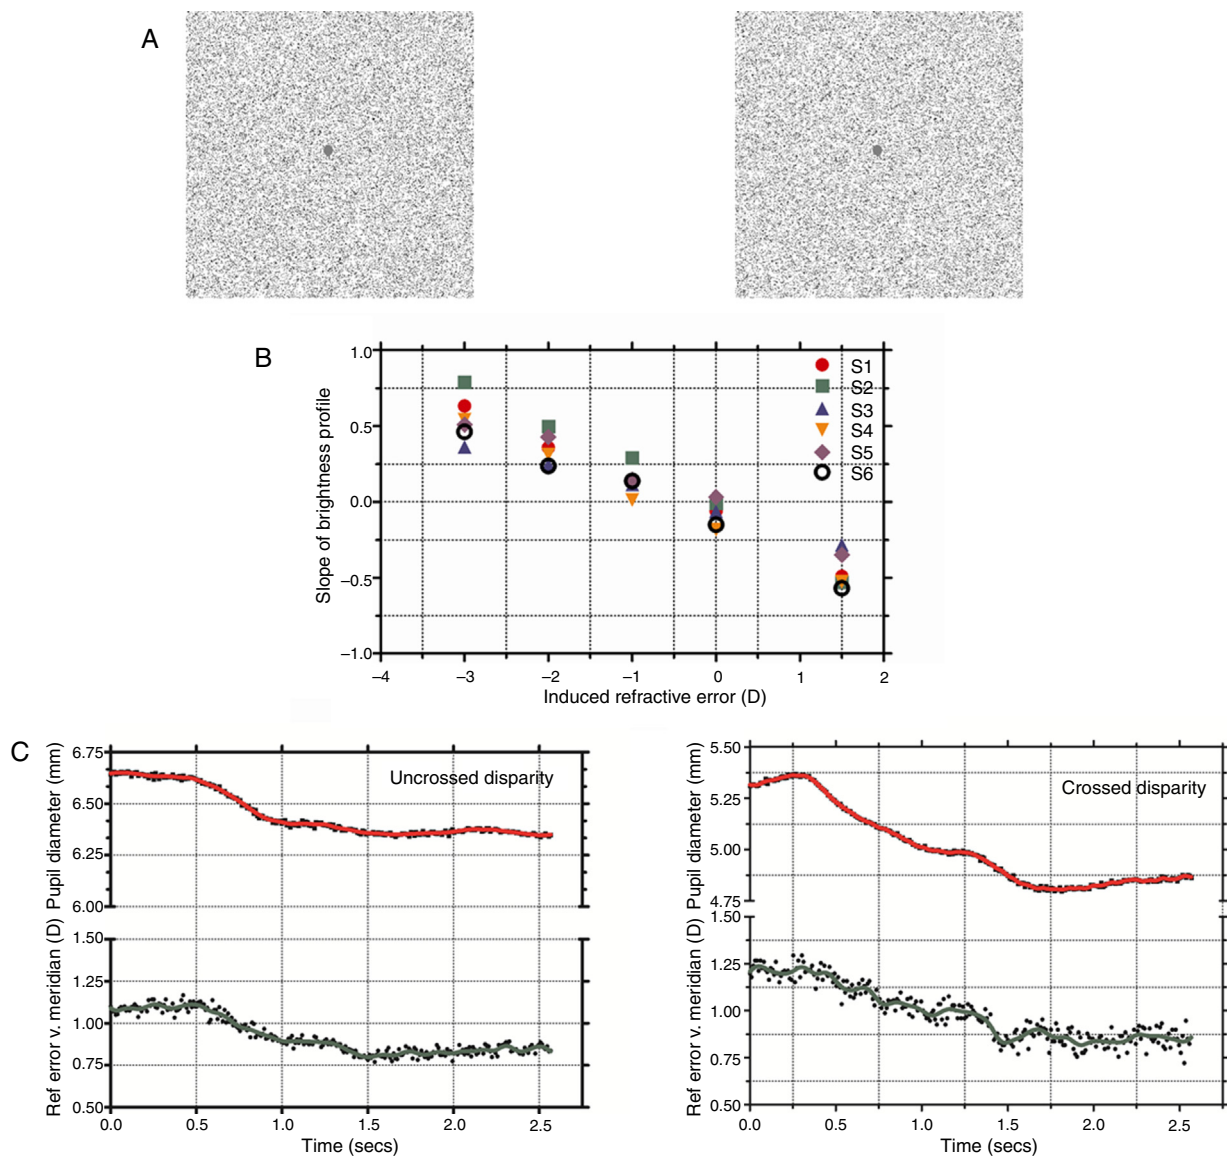 A
B
Slope of brightness profile
1.0
0.5
0.0
–0.5
–1.0
S1
S2
S3
S4
S5
S6
–4 –3 –2 –1 0 1 2
Induced refractive error (D)
C
Pupil diameter (mm)
6.75
6.50
6.25
6.00
Uncrossed disparity
Ref error v. meridian (D)
1.50
1.25
1.00
0.75
0.50
0.0 0.5 1.0 1.5 2.0 2.5
Time (secs)
Pupil diameter (mm)
5.50
5.25
5.00
4.75
Crossed disparity
Ref error v. meridian (D)
1.50
1.25
1.00
0.75
0.50
0.0 0.5 1.0 1.5 2.0 2.5
Time (secs)